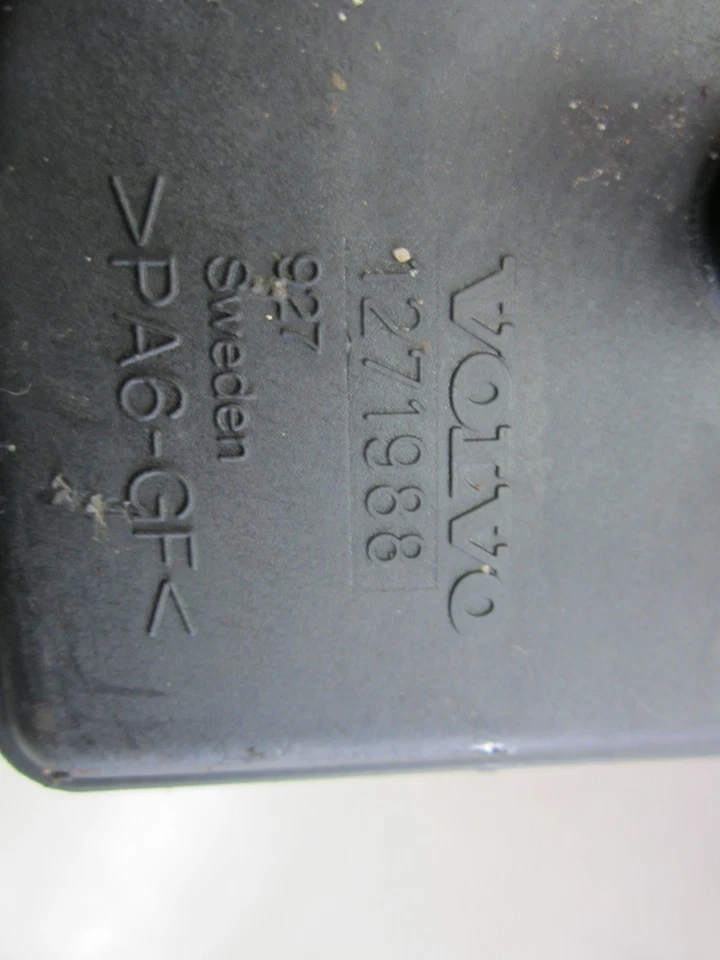 VOLVO
1271988
927
Sweden
>PA6-GF<